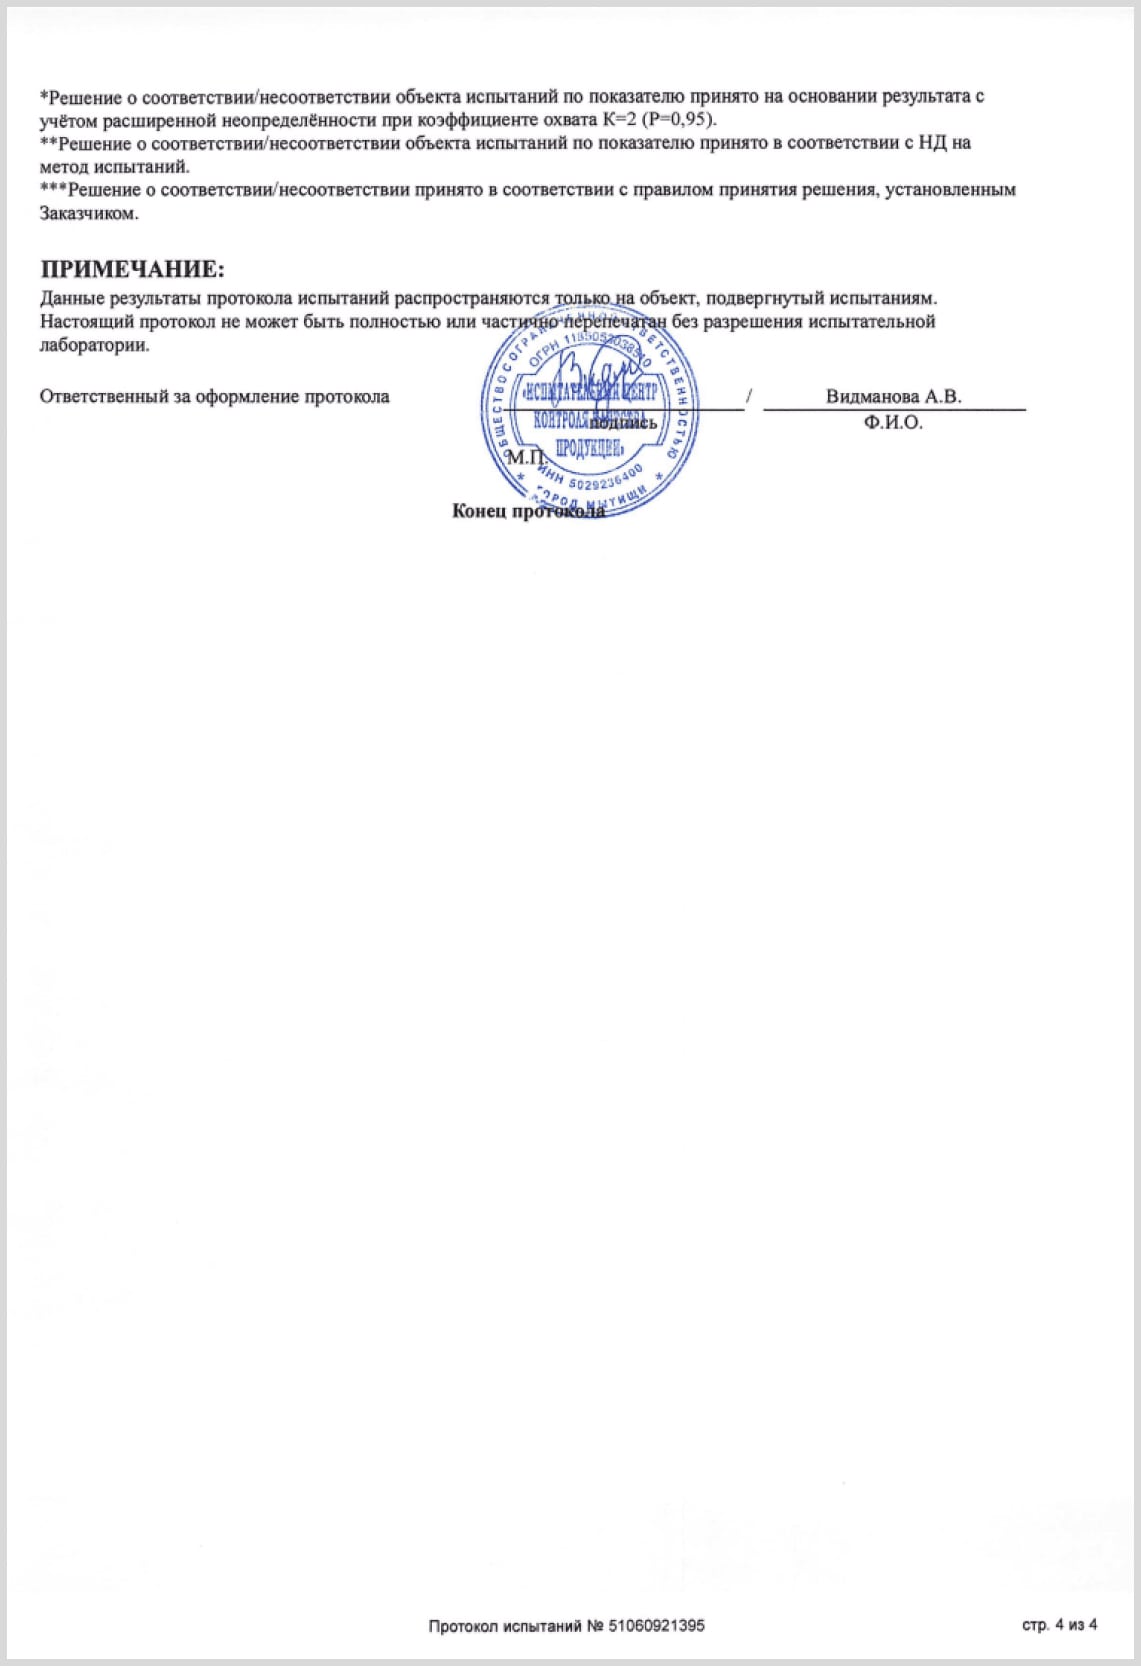 *Решение о соответствии/несоответствии объекта испытаний по показателю принято на основании результата с
учётом расширенной неопределённости при коэффициенте охвата К=2 (Р=0,95).
**Решение о соответствии/несоответствии объекта испытаний по показателю принято в соответствии с НД на
метод испытаний.
***Решение о соответствии/несоответствии принято в соответствии с правилом принятия решения, установленным
Заказчиком.
ПРИМЕЧАНИЕ:
Данные результаты протокола испытаний распространяются только на объект, подвергнутый испытаниям.
Настоящий протокол не может быть полностью или частично перепечатан без разрешения испытательной
лаборатории.
Ответственный за оформление протокола / Видманова А.В.
подпись Ф.И.О.
М.П.
ОБЩЕСТВО С ОГРАНИЧЕННОЙ ОТВЕТСТВЕННОСТЬЮ
ОГРН
«ИСПЫТАТЕЛЬНЫЙ ЦЕНТР
КОНТРОЛЯ КАЧЕСТВА
ПРОДУКЦИИ»
ИНН 5029236400
* ГОРОД МЫТИЩИ *
Конец протокола
Протокол испытаний № 51060921395 стр. 4 из 4